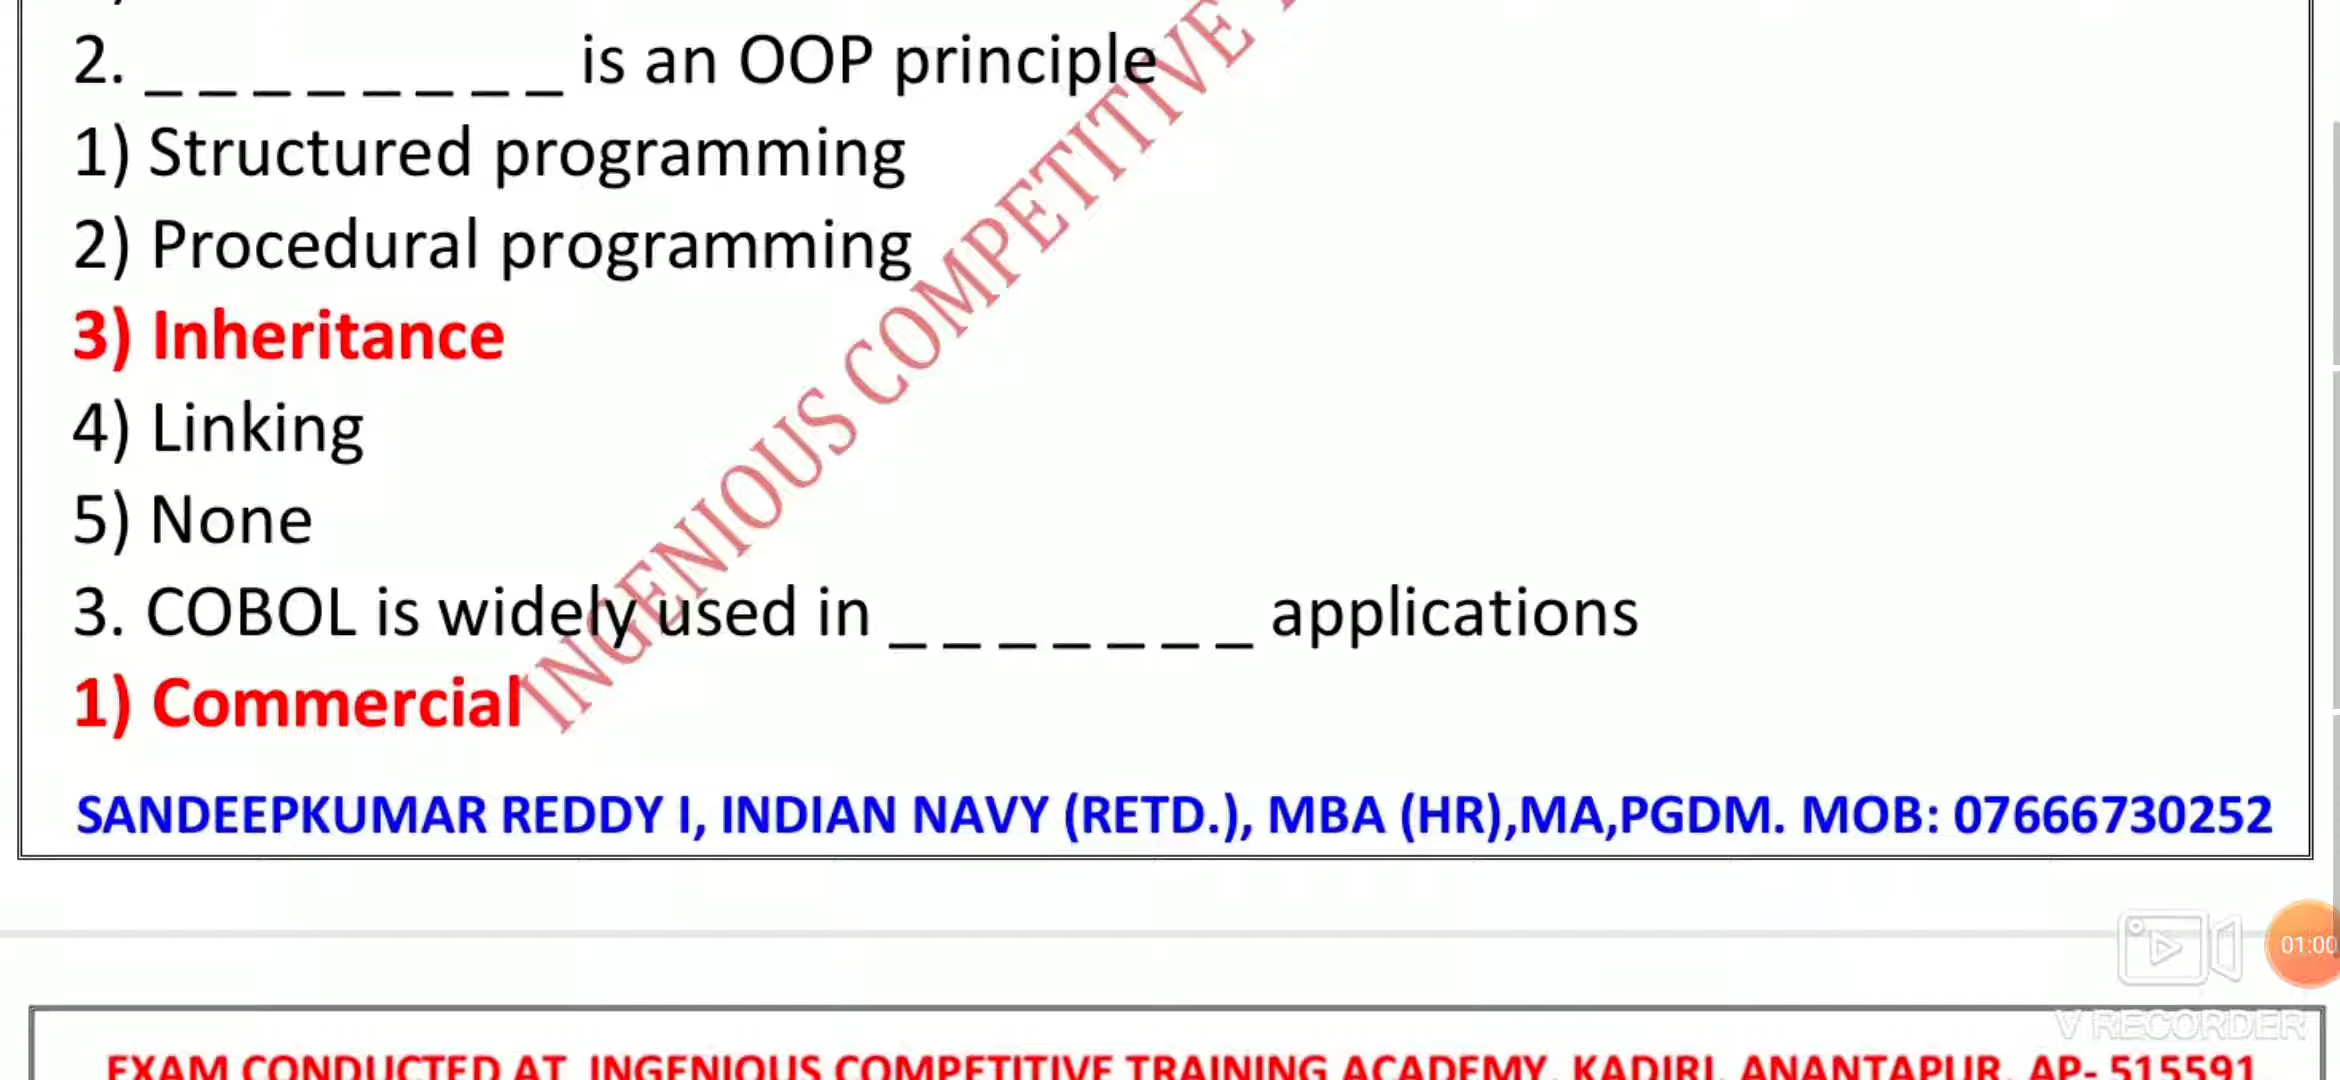 2. _ _ _ _ _ _ _ _ is an OOP principle
1) Structured programming
2) Procedural programming
3) Inheritance
4) Linking
5) None
3. COBOL is widely used in _ _ _ _ _ _ _ applications
1) Commercial
INGENIOUS COMPETITIVE
SANDEEPKUMAR REDDY I, INDIAN NAVY (RETD.), MBA (HR),MA,PGDM. MOB: 07666730252
01:00
V RECORDER
EXAM CONDUCTED AT INGENIOUS COMPETITIVE TRAINING ACADEMY, KADIRI, ANANTAPUR, AP- 515591